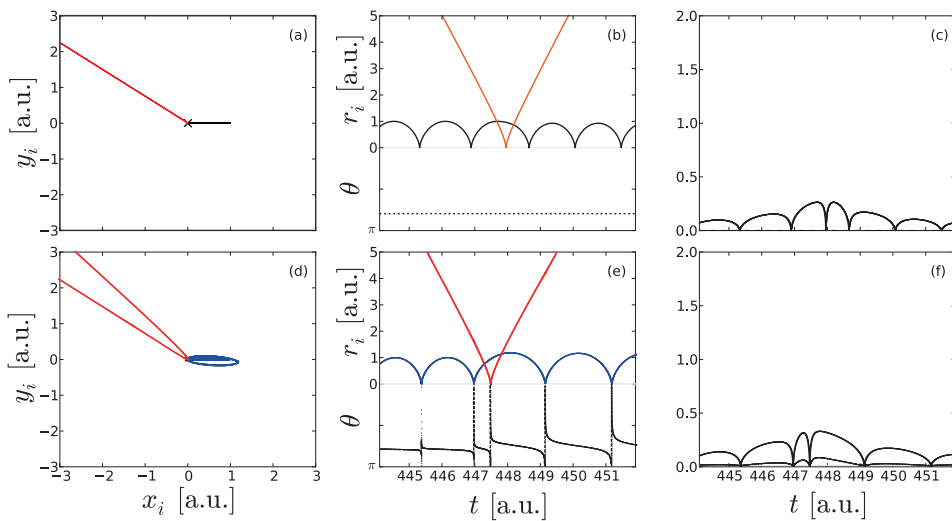 3
2
1
0
−1
−2
−3
y_i [a.u.]
(a)
5
4
3
2
1
0
π
r_i [a.u.]
θ
(b)
2.0
1.5
1.0
0.5
0.0
(c)
3
2
1
0
−1
−2
−3
y_i [a.u.]
(d)
−3 −2 −1 0 1 2 3
x_i [a.u.]
5
4
3
2
1
0
π
r_i [a.u.]
θ
(e)
445 446 447 448 449 450 451
t [a.u.]
2.0
1.5
1.0
0.5
0.0
(f)
445 446 447 448 449 450 451
t [a.u.]